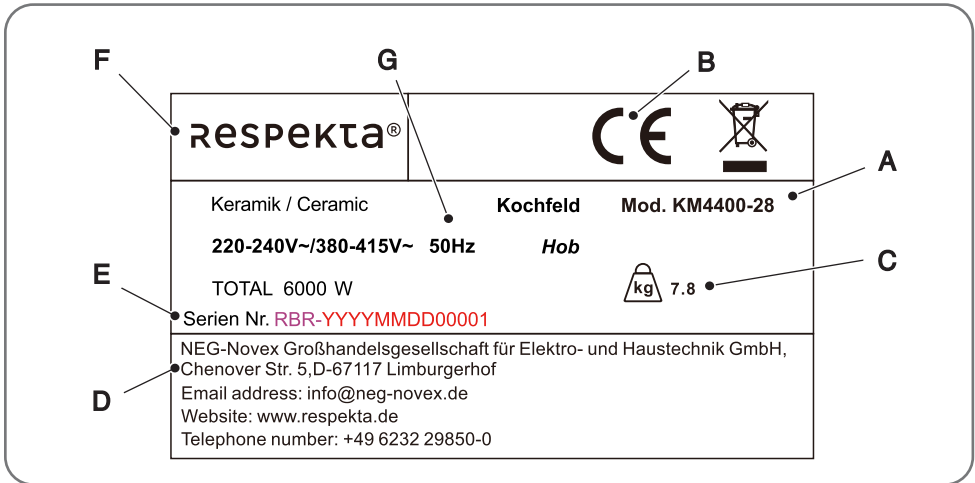 F
G
B
ʀesᴘeᴋᴛa®
CE
A
Keramik / Ceramic Kochfeld Mod. KM4400-28
220-240V~/380-415V~ 50Hz Hob
C
E
TOTAL 6000 W
kg 7.8
Serien Nr. RBR-YYYYMMDD00001
NEG-Novex Großhandelsgesellschaft für Elektro- und Haustechnik GmbH,
Chenover Str. 5,D-67117 Limburgerhof
D
Email address: info@neg-novex.de
Website: www.respekta.de
Telephone number: +49 6232 29850-0